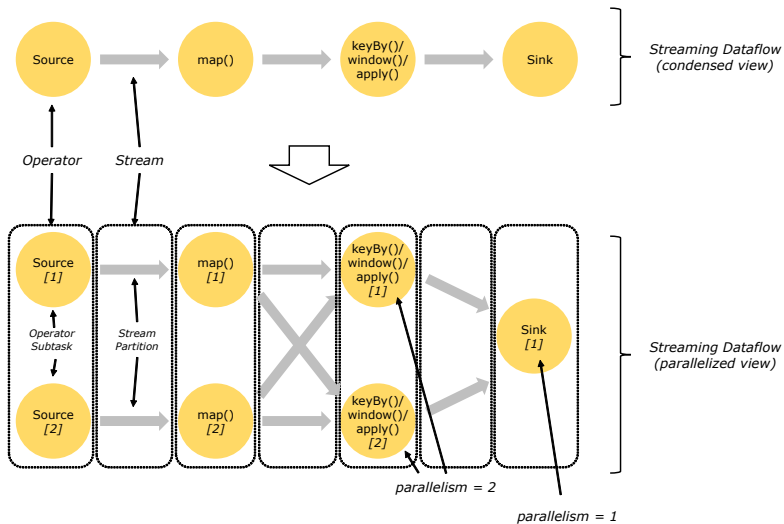 Source
map()
keyBy()/
window()/
apply()
Sink
Streaming Dataflow
(condensed view)
Operator
Stream
Source
[1]
map()
[1]
keyBy()/
window()/
apply()
[1]
Operator
Subtask
Stream
Partition
Sink
[1]
Streaming Dataflow
(parallelized view)
Source
[2]
map()
[2]
keyBy()/
window()/
apply()
[2]
parallelism = 2
parallelism = 1